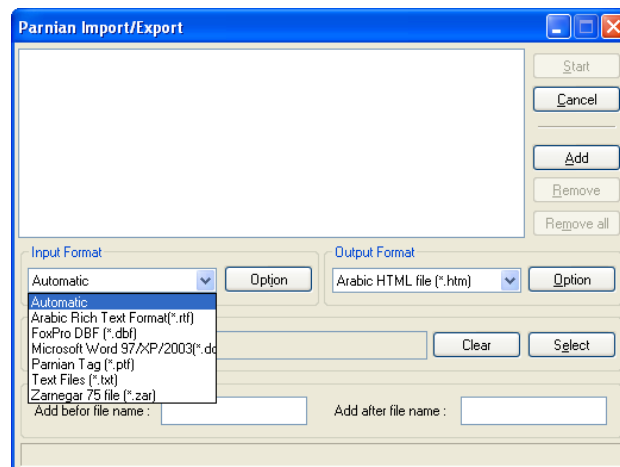 Parnian Import/Export
Start
Cancel
Add
Remove
Remove all
Input Format
Output Format
Automatic
Option
Arabic HTML file (*.htm)
Option
Automatic
Arabic Rich Text Format(*.rtf)
FoxPro DBF (*.dbf)
Microsoft Word 97/XP/2003(*.dc
Parnian Tag (*.ptf)
Text Files (*.txt)
Zarnegar 75 file (*.zar)
Clear
Select
Add befor file name :
Add after file name :